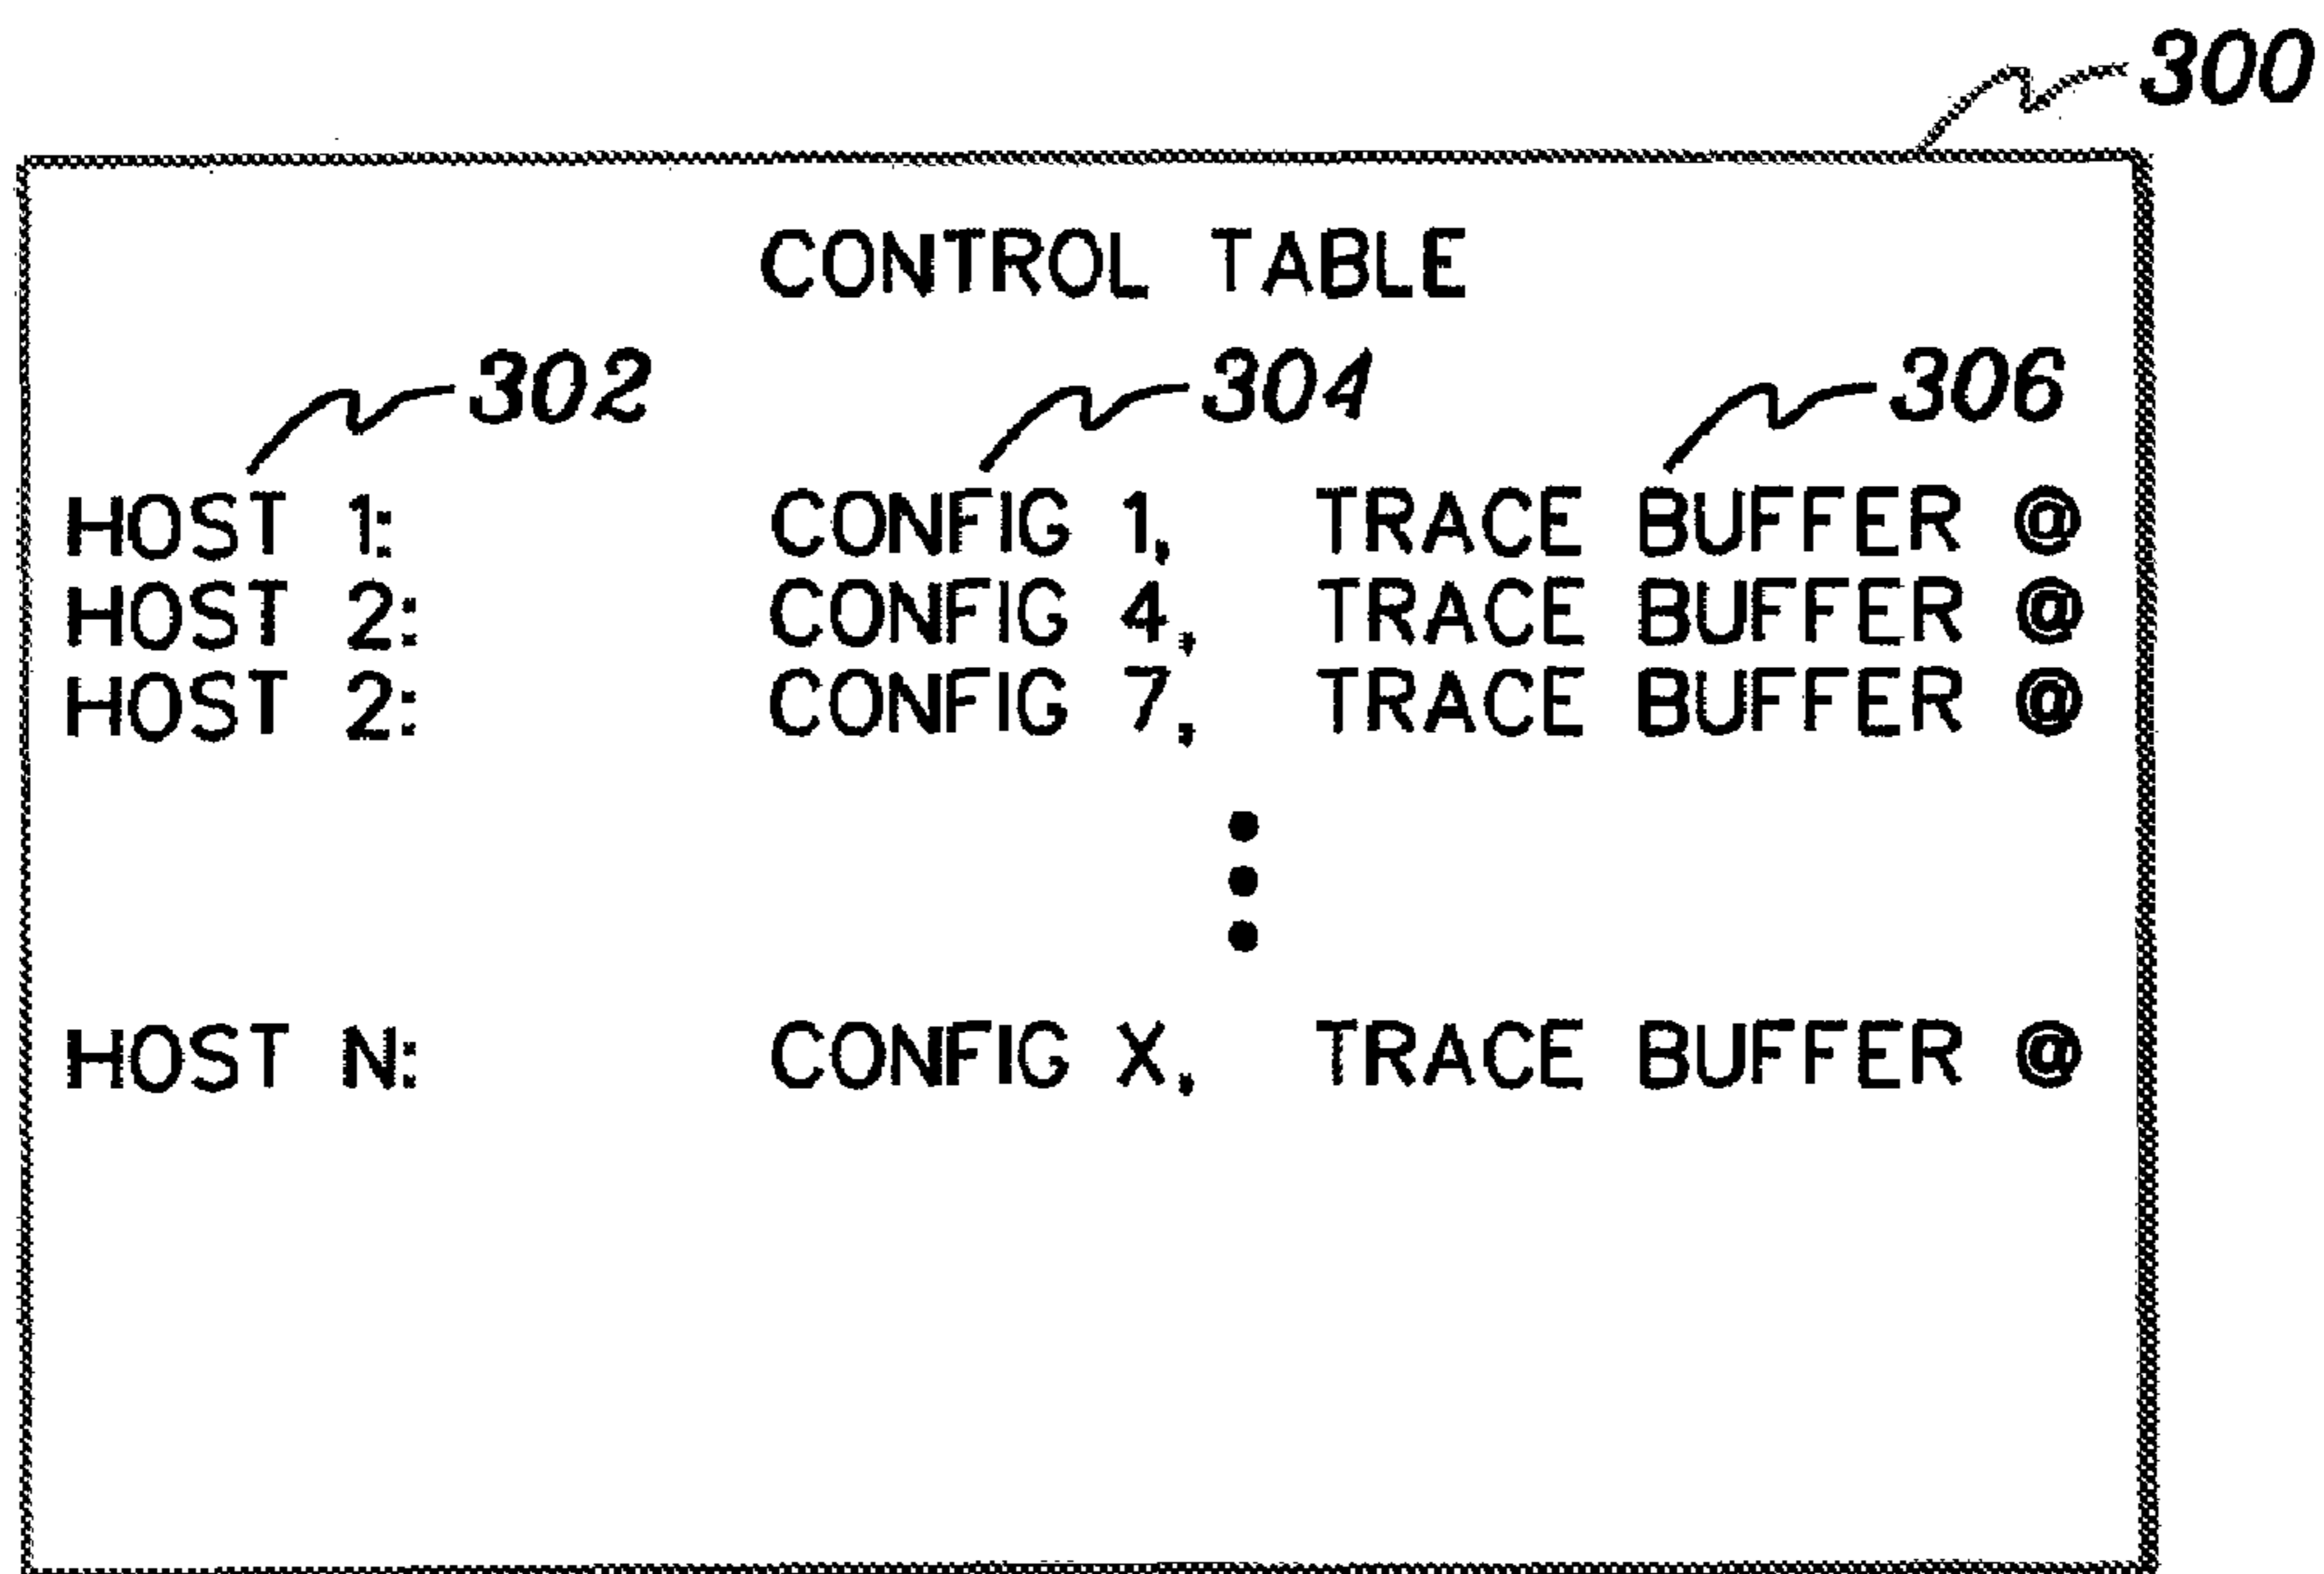 300
CONTROL TABLE
302 304 306
HOST 1: CONFIG 1, TRACE BUFFER @
HOST 2: CONFIG 4, TRACE BUFFER @
HOST 2: CONFIG 7, TRACE BUFFER @
HOST N: CONFIG X, TRACE BUFFER @